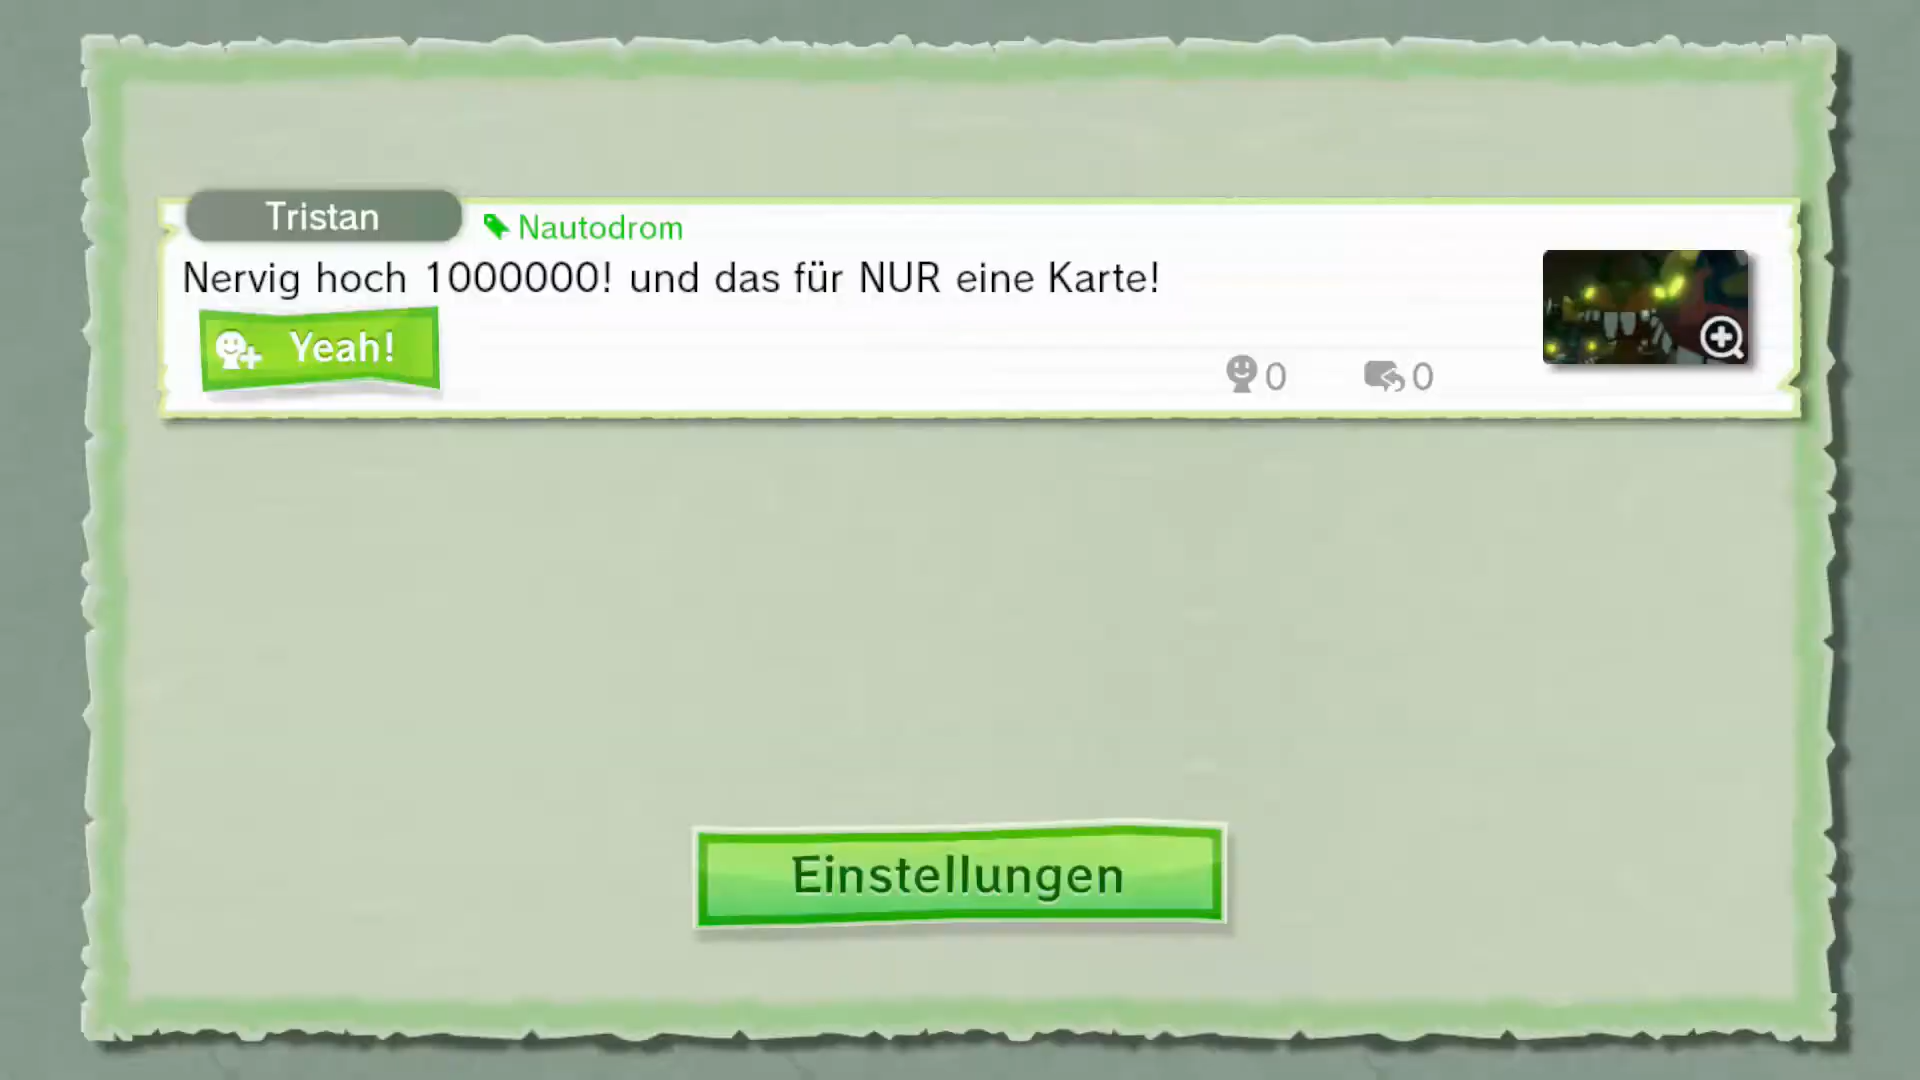 Tristan
Nautodrom
Nervig hoch 1000000! und das für NUR eine Karte!
Yeah!
0
0
Einstellungen